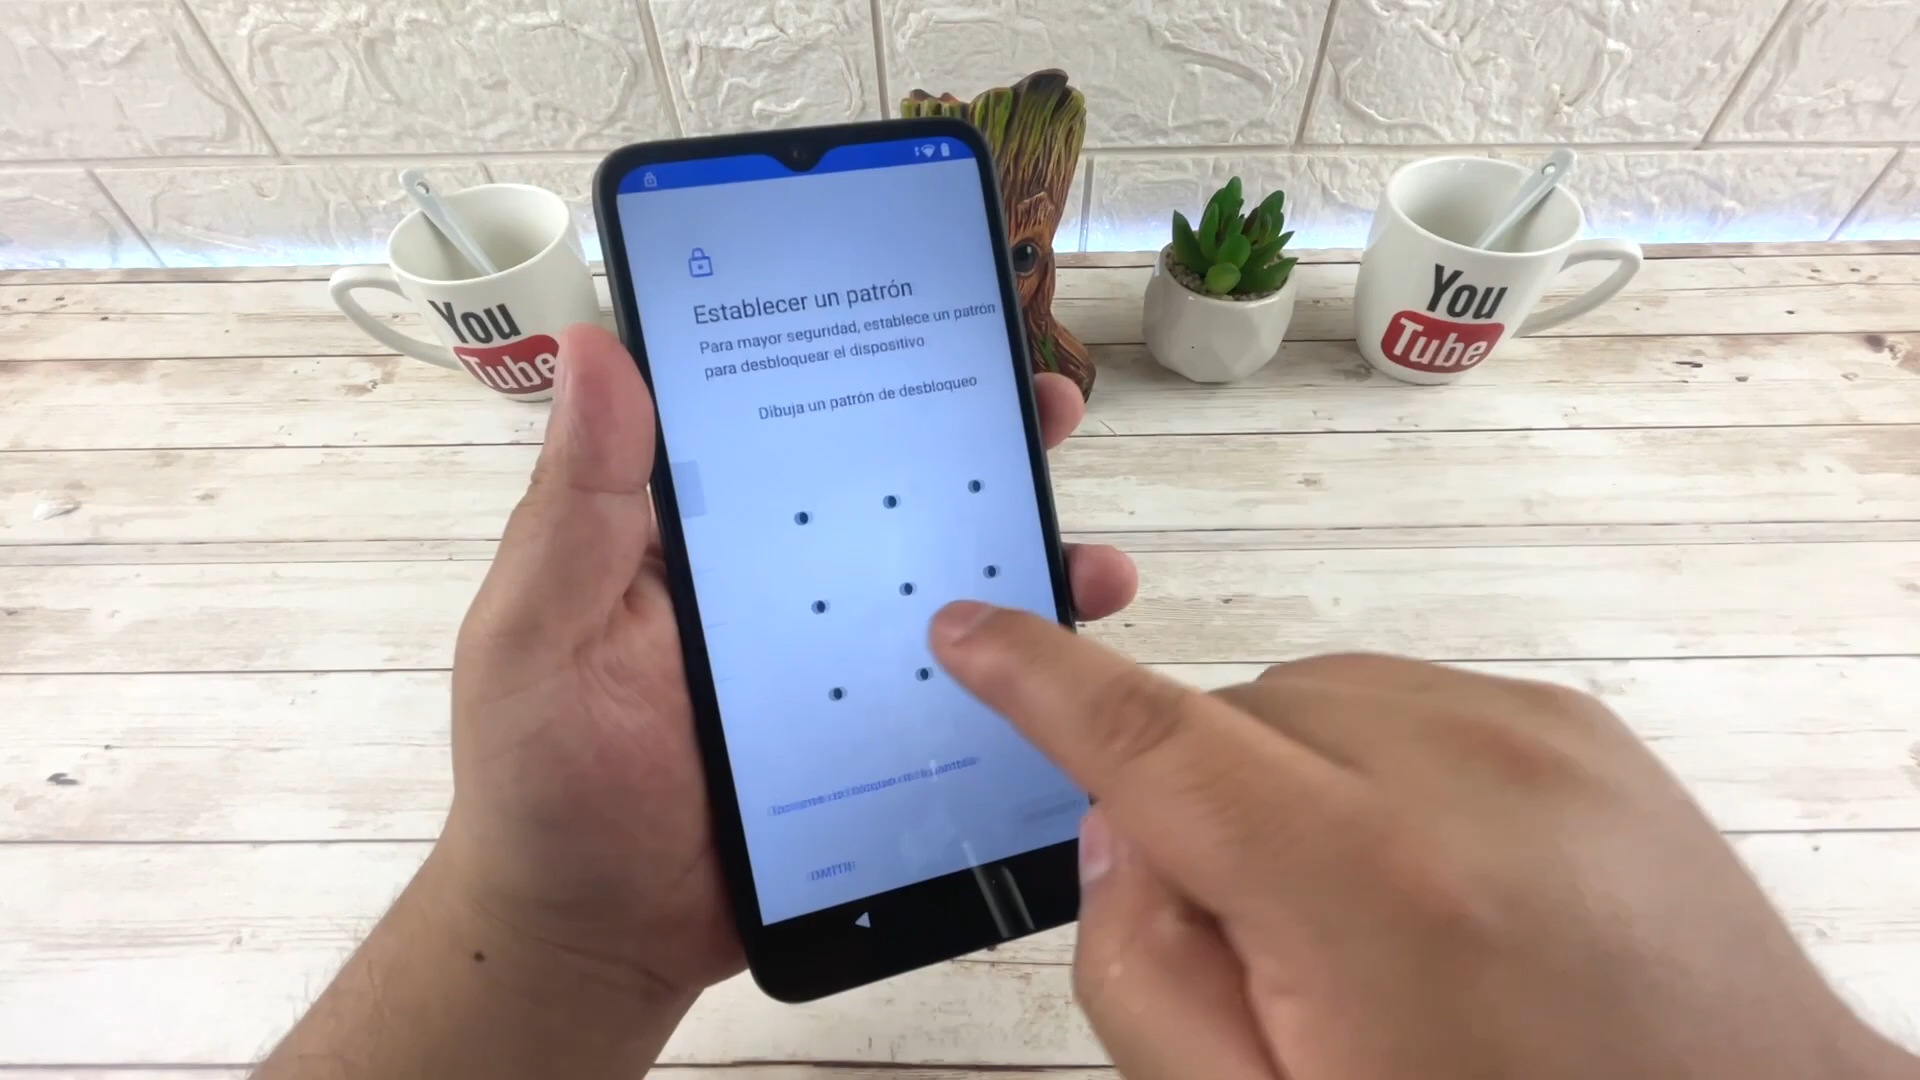 Establecer un patrón
Para mayor seguridad, establece un patrón
para desbloquear el dispositivo
Dibuja un patrón de desbloqueo
OMITIR
You
Tube
You
Tube